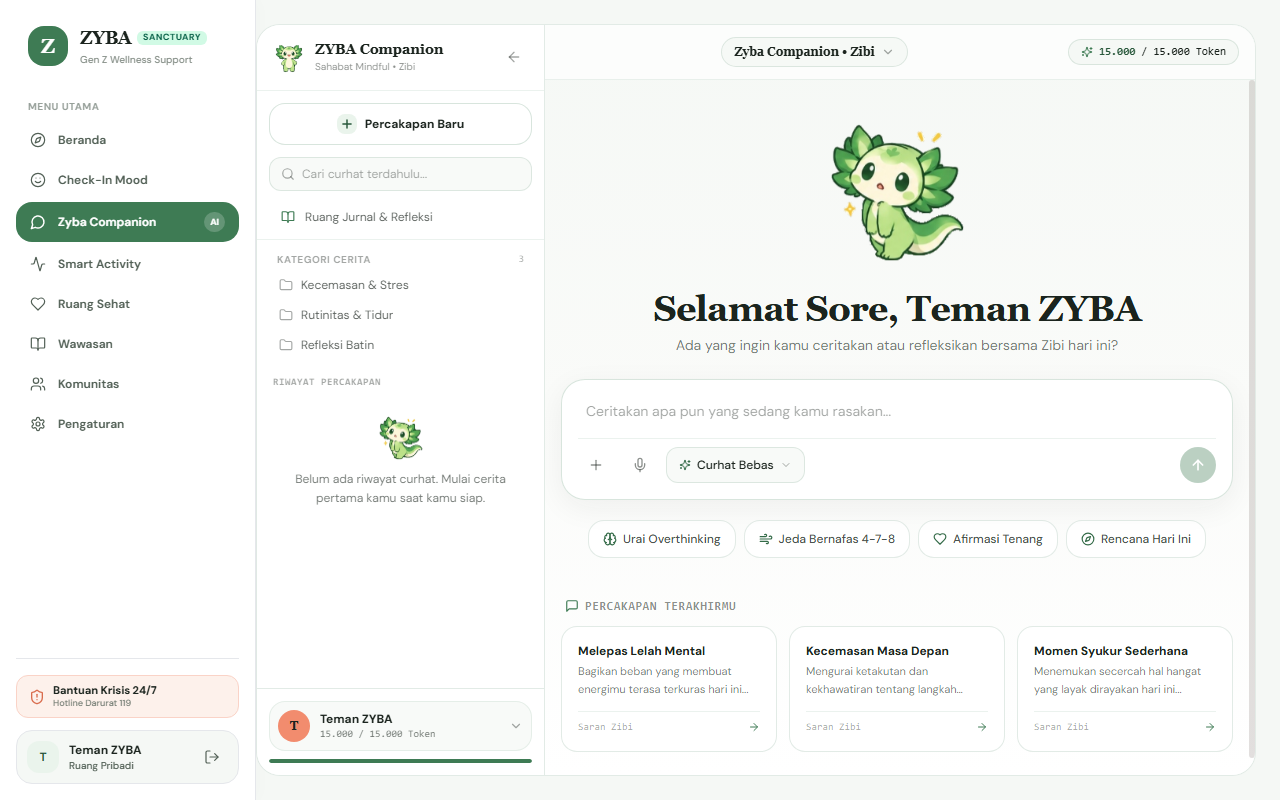 Z
ZYBA SANCTUARY
Gen Z Wellness Support
MENU UTAMA
Beranda
Check-In Mood
Zyba Companion AI
Smart Activity
Ruang Sehat
Wawasan
Komunitas
Pengaturan
Bantuan Krisis 24/7
Hotline Darurat 119
T
Teman ZYBA
Ruang Pribadi
ZYBA Companion
Sahabat Mindful • Zibi
Percakapan Baru
Cari curhat terdahulu...
Ruang Jurnal & Refleksi
KATEGORI CERITA 3
Kecemasan & Stres
Rutinitas & Tidur
Refleksi Batin
RIWAYAT PERCAKAPAN
Belum ada riwayat curhat. Mulai cerita
pertama kamu saat kamu siap.
T
Teman ZYBA
15.000 / 15.000 Token
Zyba Companion • Zibi
15.000 / 15.000 Token
Selamat Sore, Teman ZYBA
Ada yang ingin kamu ceritakan atau refleksikan bersama Zibi hari ini?
Ceritakan apa pun yang sedang kamu rasakan...
Curhat Bebas
Urai Overthinking
Jeda Bernafas 4-7-8
Afirmasi Tenang
Rencana Hari Ini
PERCAKAPAN TERAKHIRMU
Melepas Lelah Mental
Bagikan beban yang membuat
energimu terasa terkuras hari ini...
Saran Zibi
Kecemasan Masa Depan
Mengurai ketakutan dan
kekhawatiran tentang langkah...
Saran Zibi
Momen Syukur Sederhana
Menemukan secercah hal hangat
yang layak dirayakan hari ini...
Saran Zibi